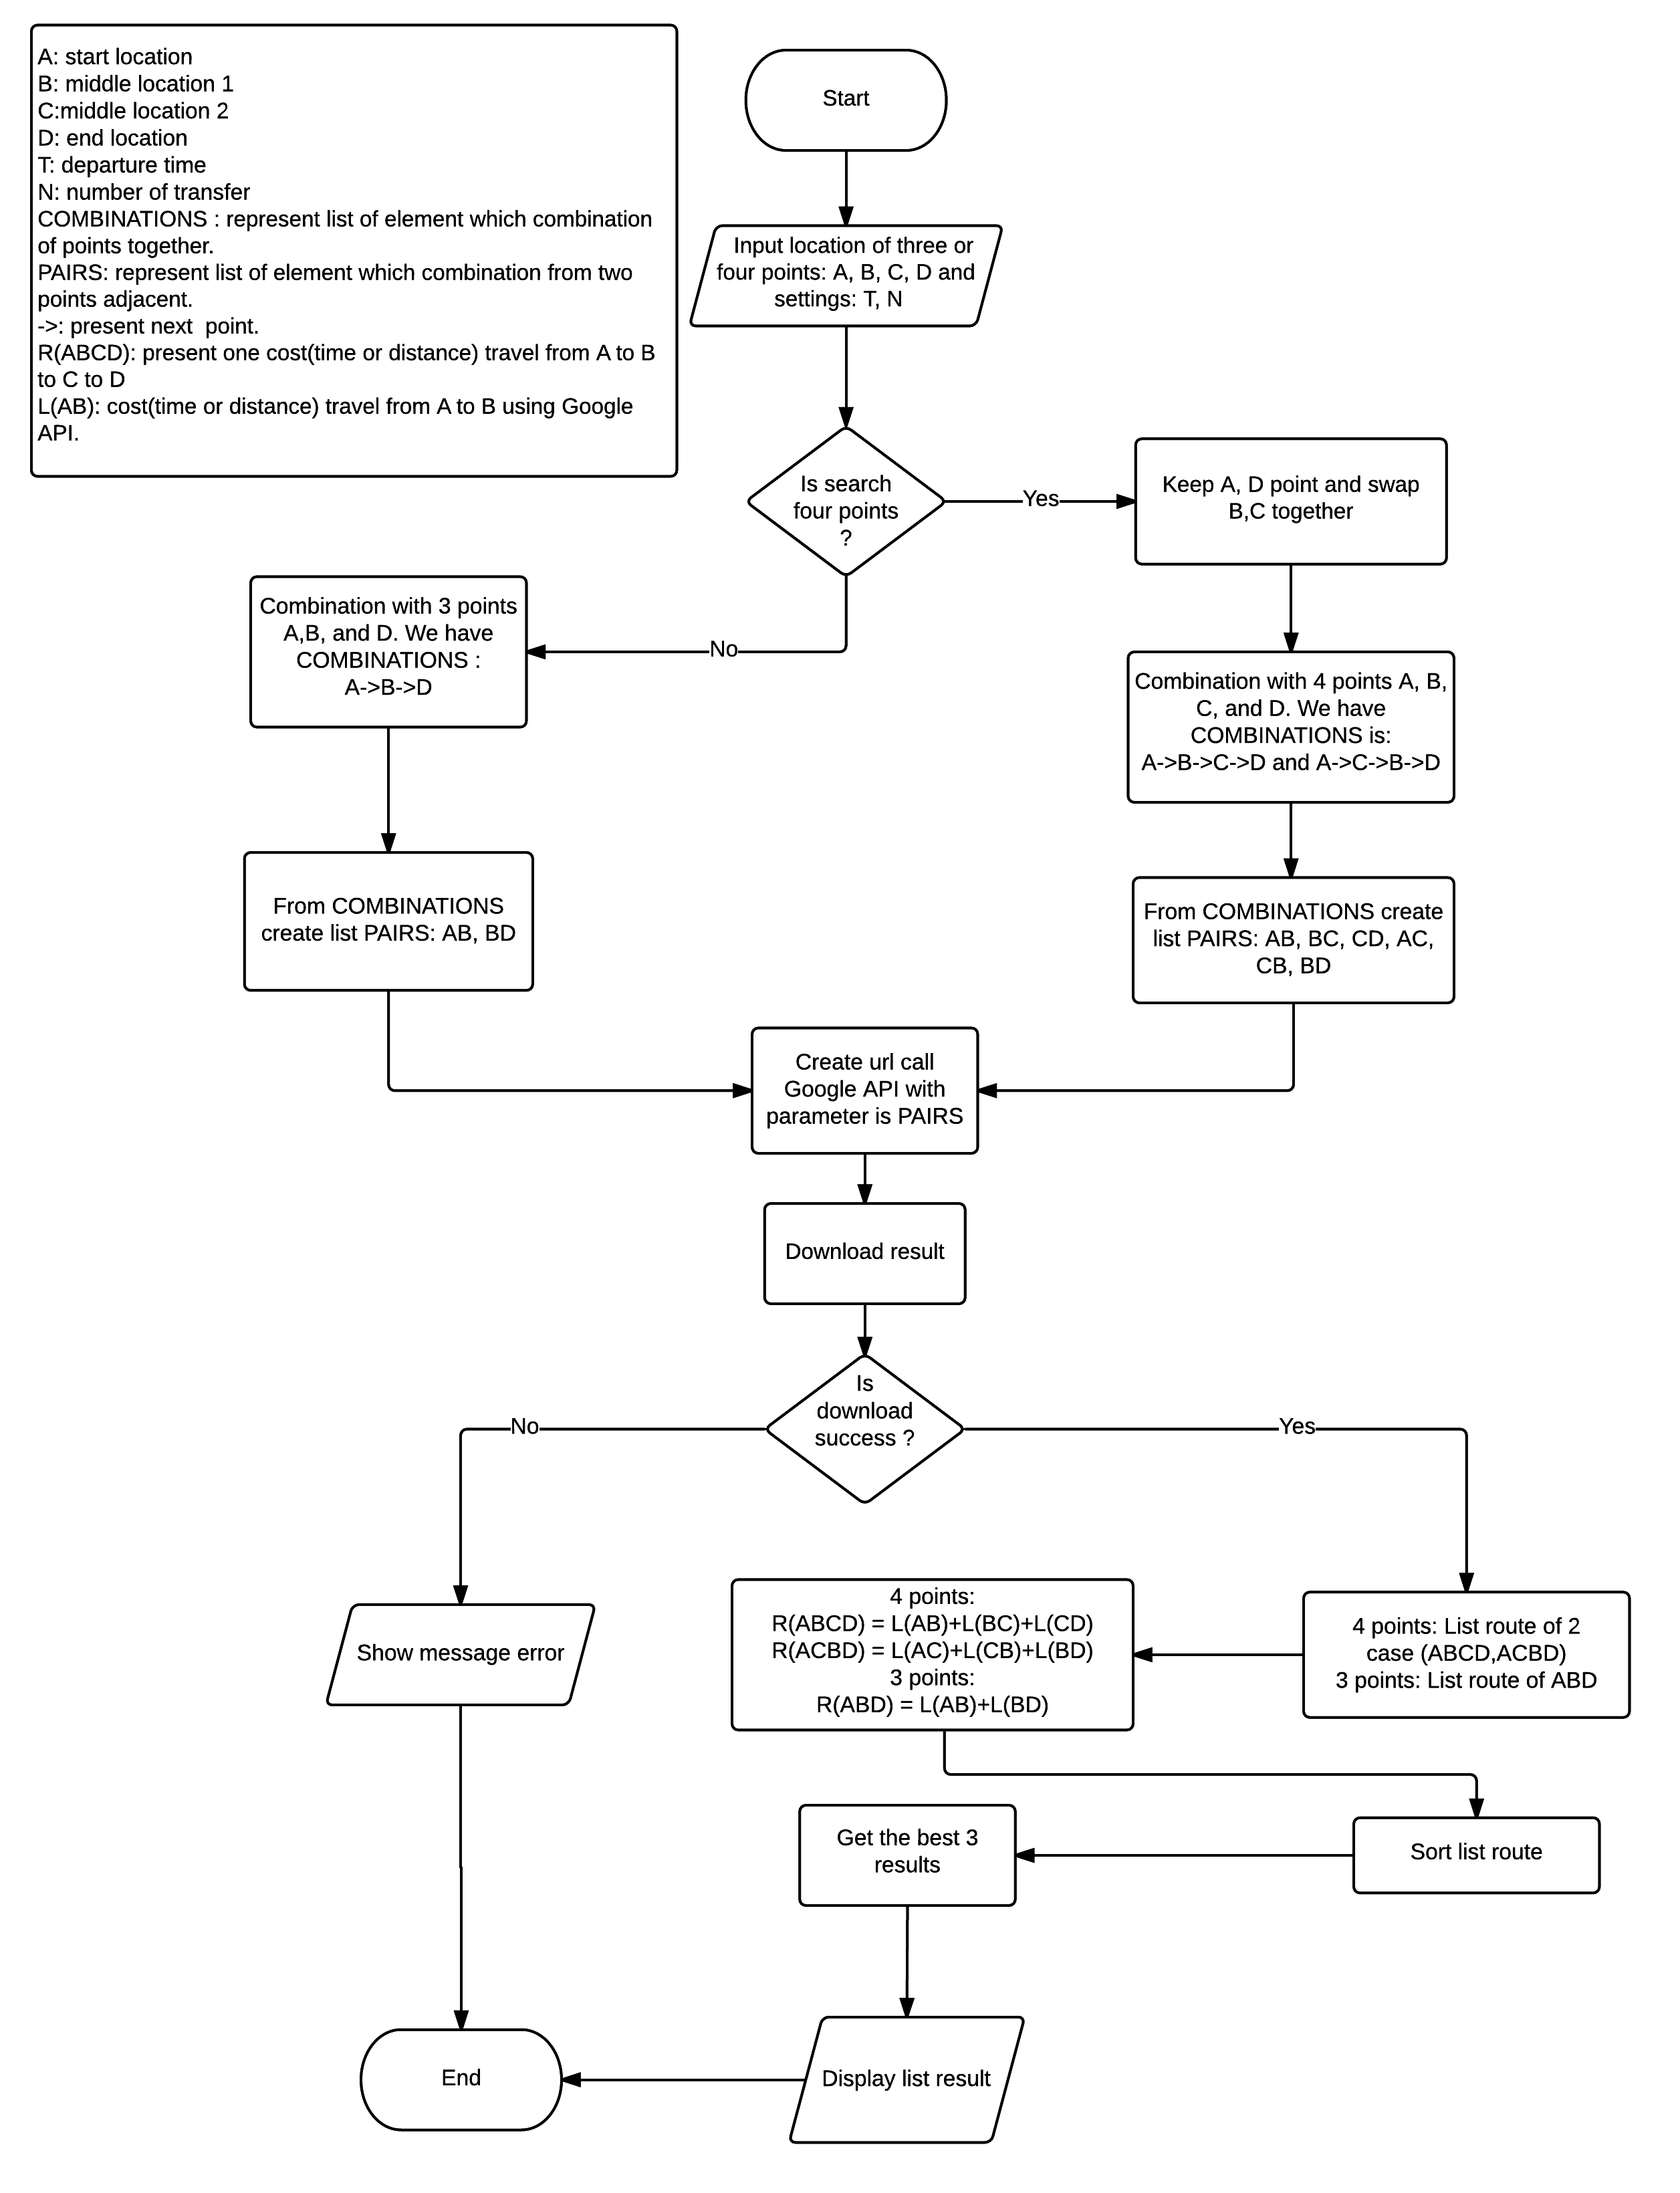 A: start location
B: middle location 1
C:middle location 2
D: end location
T: departure time
N: number of transfer
COMBINATIONS : represent list of element which combination
of points together.
PAIRS: represent list of element which combination from two
points adjacent.
->: present next  point.
R(ABCD): present one cost(time or distance) travel from A to B
to C to D
L(AB): cost(time or distance) travel from A to B using Google
API.
Start
Input location of three or
four points: A, B, C, D and
settings: T, N
Is search
four points
?
Yes
Keep A, D point and swap
B,C together
No
Combination with 3 points
A,B, and D. We have
COMBINATIONS :
A->B->D
Combination with 4 points A, B,
C, and D. We have
COMBINATIONS is:
A->B->C->D and A->C->B->D
From COMBINATIONS
create list PAIRS: AB, BD
From COMBINATIONS create
list PAIRS: AB, BC, CD, AC,
CB, BD
Create url call
Google API with
parameter is PAIRS
Download result
Is
download
success ?
No
Yes
Show message error
4 points:
R(ABCD) = L(AB)+L(BC)+L(CD)
R(ACBD) = L(AC)+L(CB)+L(BD)
3 points:
R(ABD) = L(AB)+L(BD)
4 points: List route of 2
case (ABCD,ACBD)
3 points: List route of ABD
Get the best 3
results
Sort list route
End
Display list result